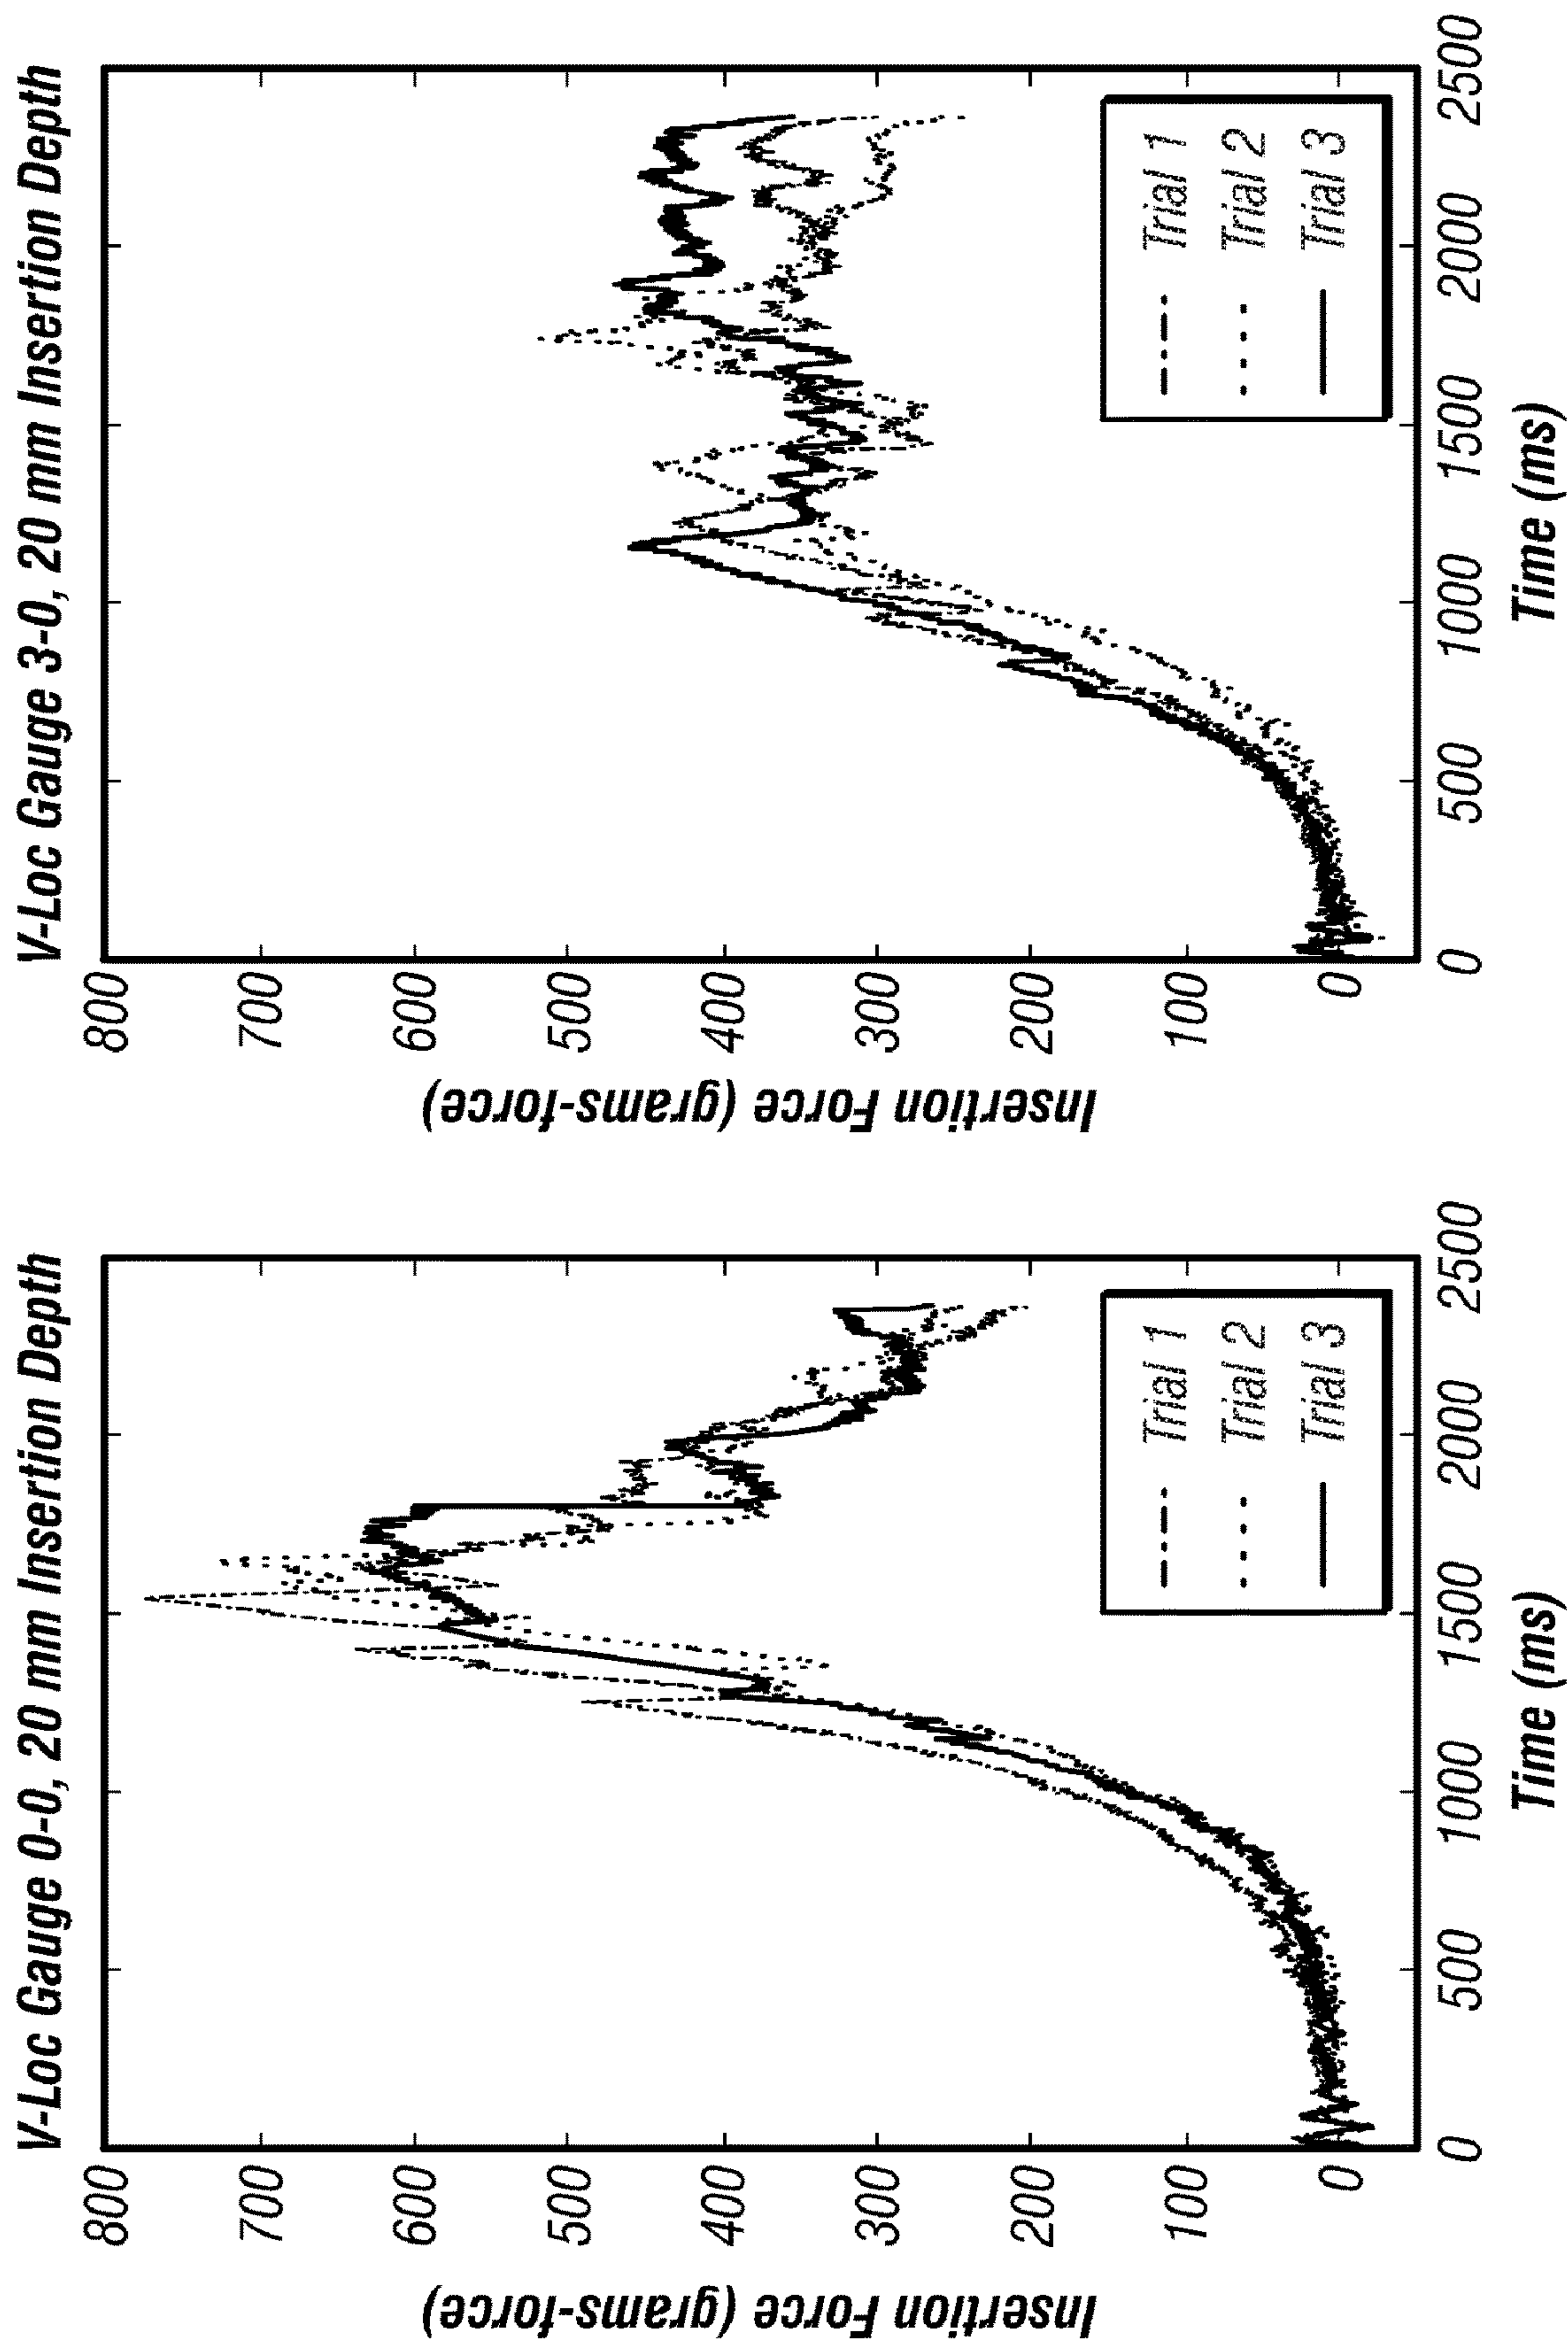 V-Loc Gauge 0-0, 20 mm Insertion Depth
Insertion Force (grams-force)
800
700
600
500
400
300
200
100
0
0 500 1000 1500 2000 2500
Time (ms)
Trial 1
Trial 2
Trial 3
V-Loc Gauge 3-0, 20 mm Insertion Depth
Insertion Force (grams-force)
800
700
600
500
400
300
200
100
0
0 500 1000 1500 2000 2500
Time (ms)
Trial 1
Trial 2
Trial 3